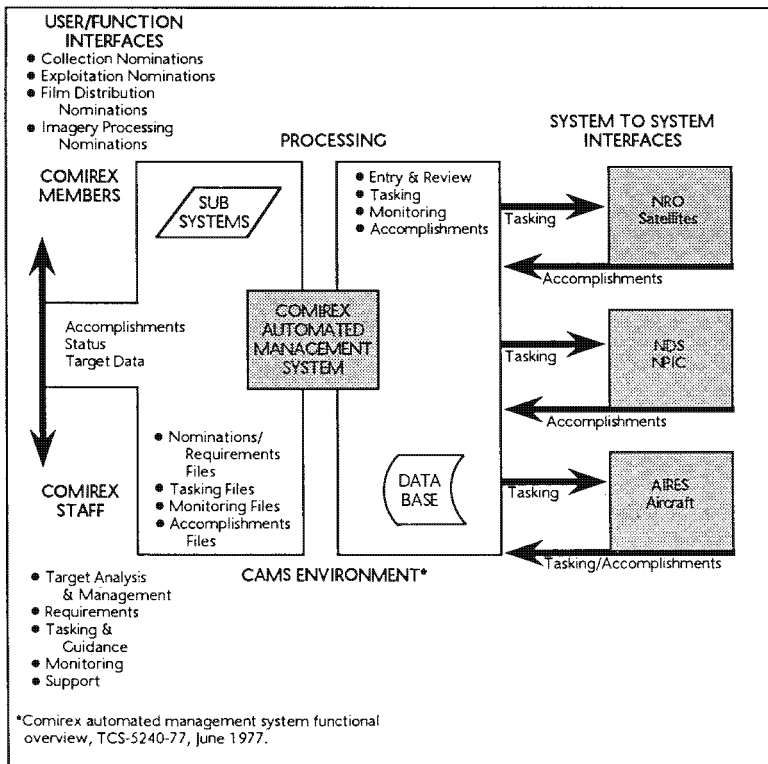 USER/FUNCTION
INTERFACES
● Collection Nominations
● Exploitation Nominations
● Film Distribution
Nominations
● Imagery Processing
Nominations
COMIREX
MEMBERS
Accomplishments
Status
Target Data
COMIREX
STAFF
● Target Analysis
& Management
● Requirements
● Tasking &
Guidance
● Monitoring
● Support
PROCESSING
SUB
SYSTEMS
● Entry & Review
● Tasking
● Monitoring
● Accomplishments
COMIREX
AUTOMATED
MANAGEMENT
SYSTEM
● Nominations/
Requirements
Files
● Tasking Files
● Monitoring Files
● Accomplishments
Files
DATA
BASE
CAMS ENVIRONMENT*
SYSTEM TO SYSTEM
INTERFACES
Tasking
NRO
Satellites
Accomplishments
Tasking
NDS
NPIC
Accomplishments
Tasking
AIRES
Aircraft
Tasking/Accomplishments
*Comirex automated management system functional
overview, TCS-5240-77, June 1977.